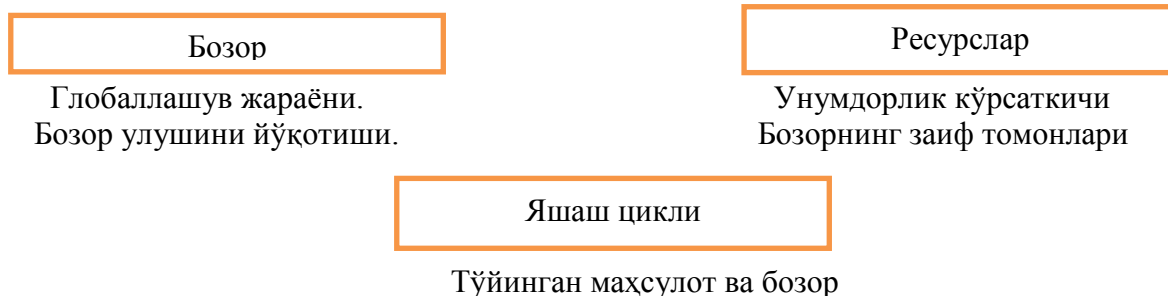 Бозор
Глобаллашув жараёни.
Бозор улушини йўқотиши.
Ресурслар
Унумдорлик кўрсаткичи
Бозорнинг заиф томонлари
Яшаш цикли
Тўйинган маҳсулот ва бозор